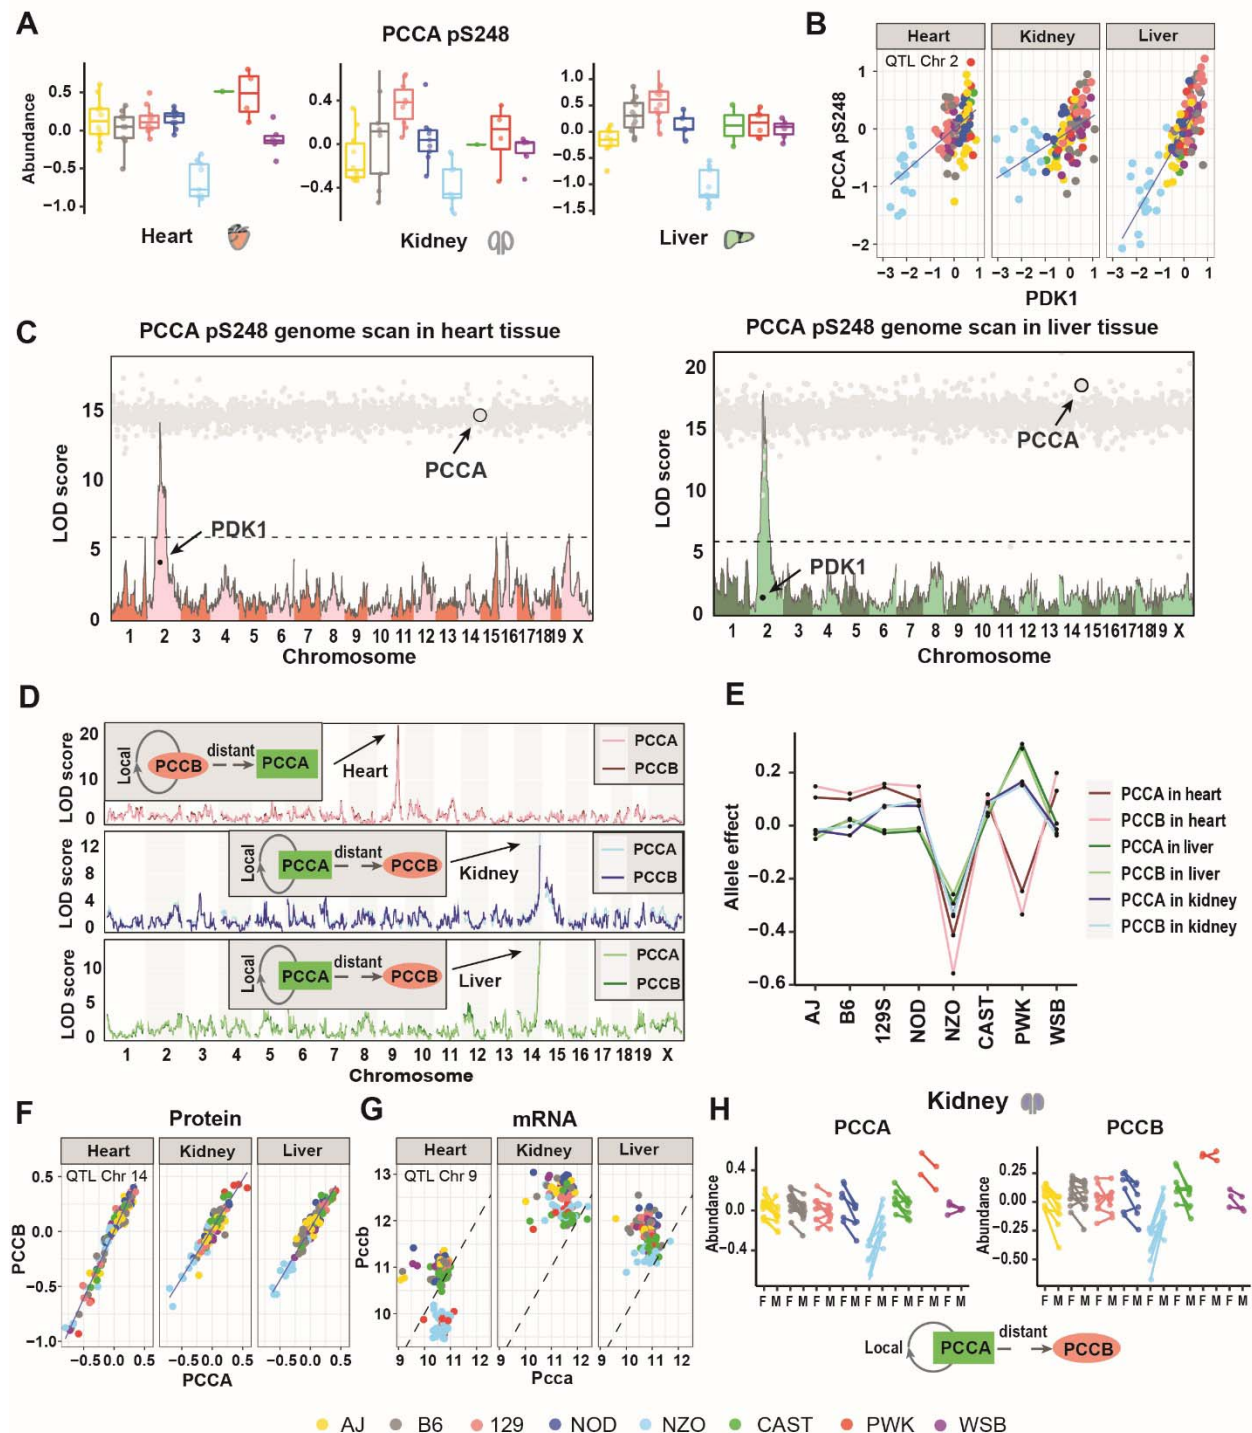 A
PCCA pS248
Abundance
0.5
0.0
−0.5
−1.0
Heart
0.4
0.0
−0.4
Kidney
1.0
0.5
0.0
−0.5
−1.0
−1.5
Liver
B
Heart Kidney Liver
QTL Chr 2
PCCA pS248
1
0
−1
−2
−3 −2 −1 0 1 −3 −2 −1 0 1 −3 −2 −1 0 1
PDK1
C
PCCA pS248 genome scan in heart tissue
LOD score
15
10
5
0
PCCA
PDK1
1 2 3 4 5 6 7 8 9 10 11 12 13 14 15 16 17 18 19 X
Chromosome
PCCA pS248 genome scan in liver tissue
LOD score
20
15
10
5
0
PCCA
PDK1
1 2 3 4 5 6 7 8 9 10 11 12 13 14 15 16 17 18 19 X
Chromosome
D
LOD score
20
10
0
Local
PCCB
distant
PCCA
Heart
PCCA
PCCB
LOD score
12
8
4
0
Local
PCCA
distant
PCCB
Kidney
PCCA
PCCB
LOD score
10
5
0
Local
PCCA
distant
PCCB
Liver
PCCA
PCCB
1 2 3 4 5 6 7 8 9 10 11 12 13 14 15 16 17 18 19 X
Chromosome
E
Allele effect
0.2
0.0
−0.2
−0.4
−0.6
AJ
B6
129S
NOD
NZO
CAST
PWK
WSB
PCCA in heart
PCCB in heart
PCCA in liver
PCCB in liver
PCCA in kidney
PCCB in kidney
F
Protein
Heart Kidney Liver
QTL Chr 14
PCCB
0.5
0.0
−0.5
−1.0
−0.5 0.0 0.5 −0.5 0.0 0.5 −0.5 0.0 0.5
PCCA
G
mRNA
Heart Kidney Liver
QTL Chr 9
Pccb
13
12
11
10
9 10 11 12 9 10 11 12 9 10 11 12
Pcca
H
Kidney
PCCA
Abundance
0.4
0.0
−0.4
F M F M F M F M F M F M F M F M
PCCB
Abundance
0.25
0.00
−0.25
−0.50
F M F M F M F M F M F M F M F M
Local
PCCA
distant
PCCB
AJ B6 129 NOD NZO CAST PWK WSB